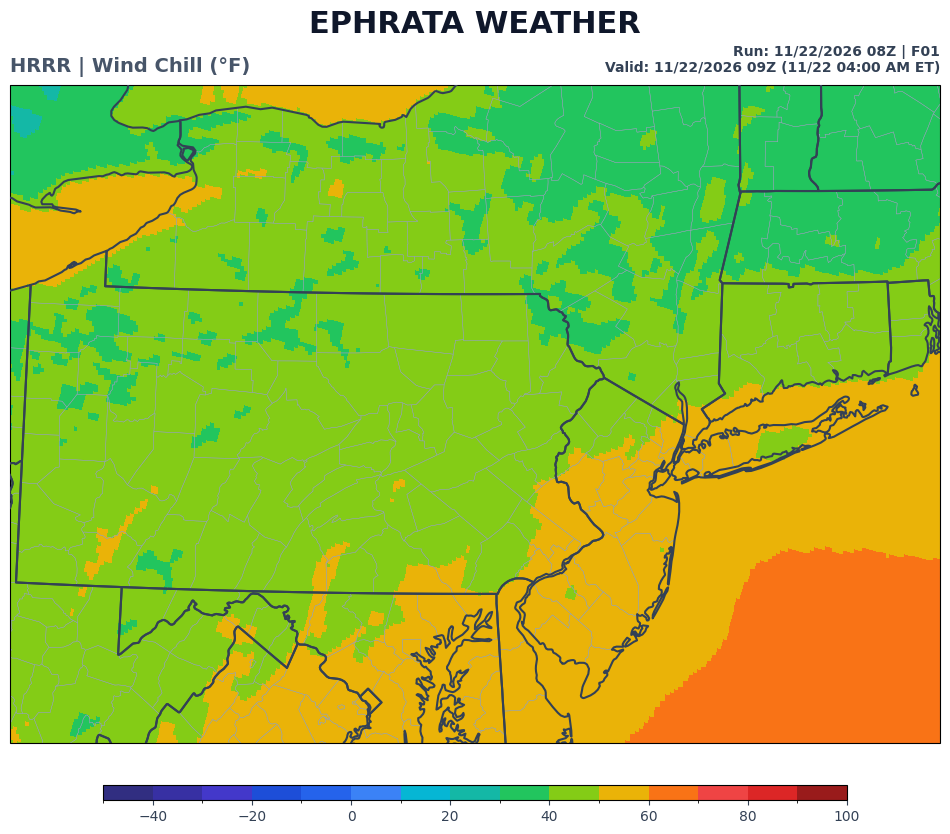 EPHRATA WEATHER
HRRR | Wind Chill (°F)
Run: 11/22/2026 08Z | F01
Valid: 11/22/2026 09Z (11/22 04:00 AM ET)
−40 −20 0 20 40 60 80 100